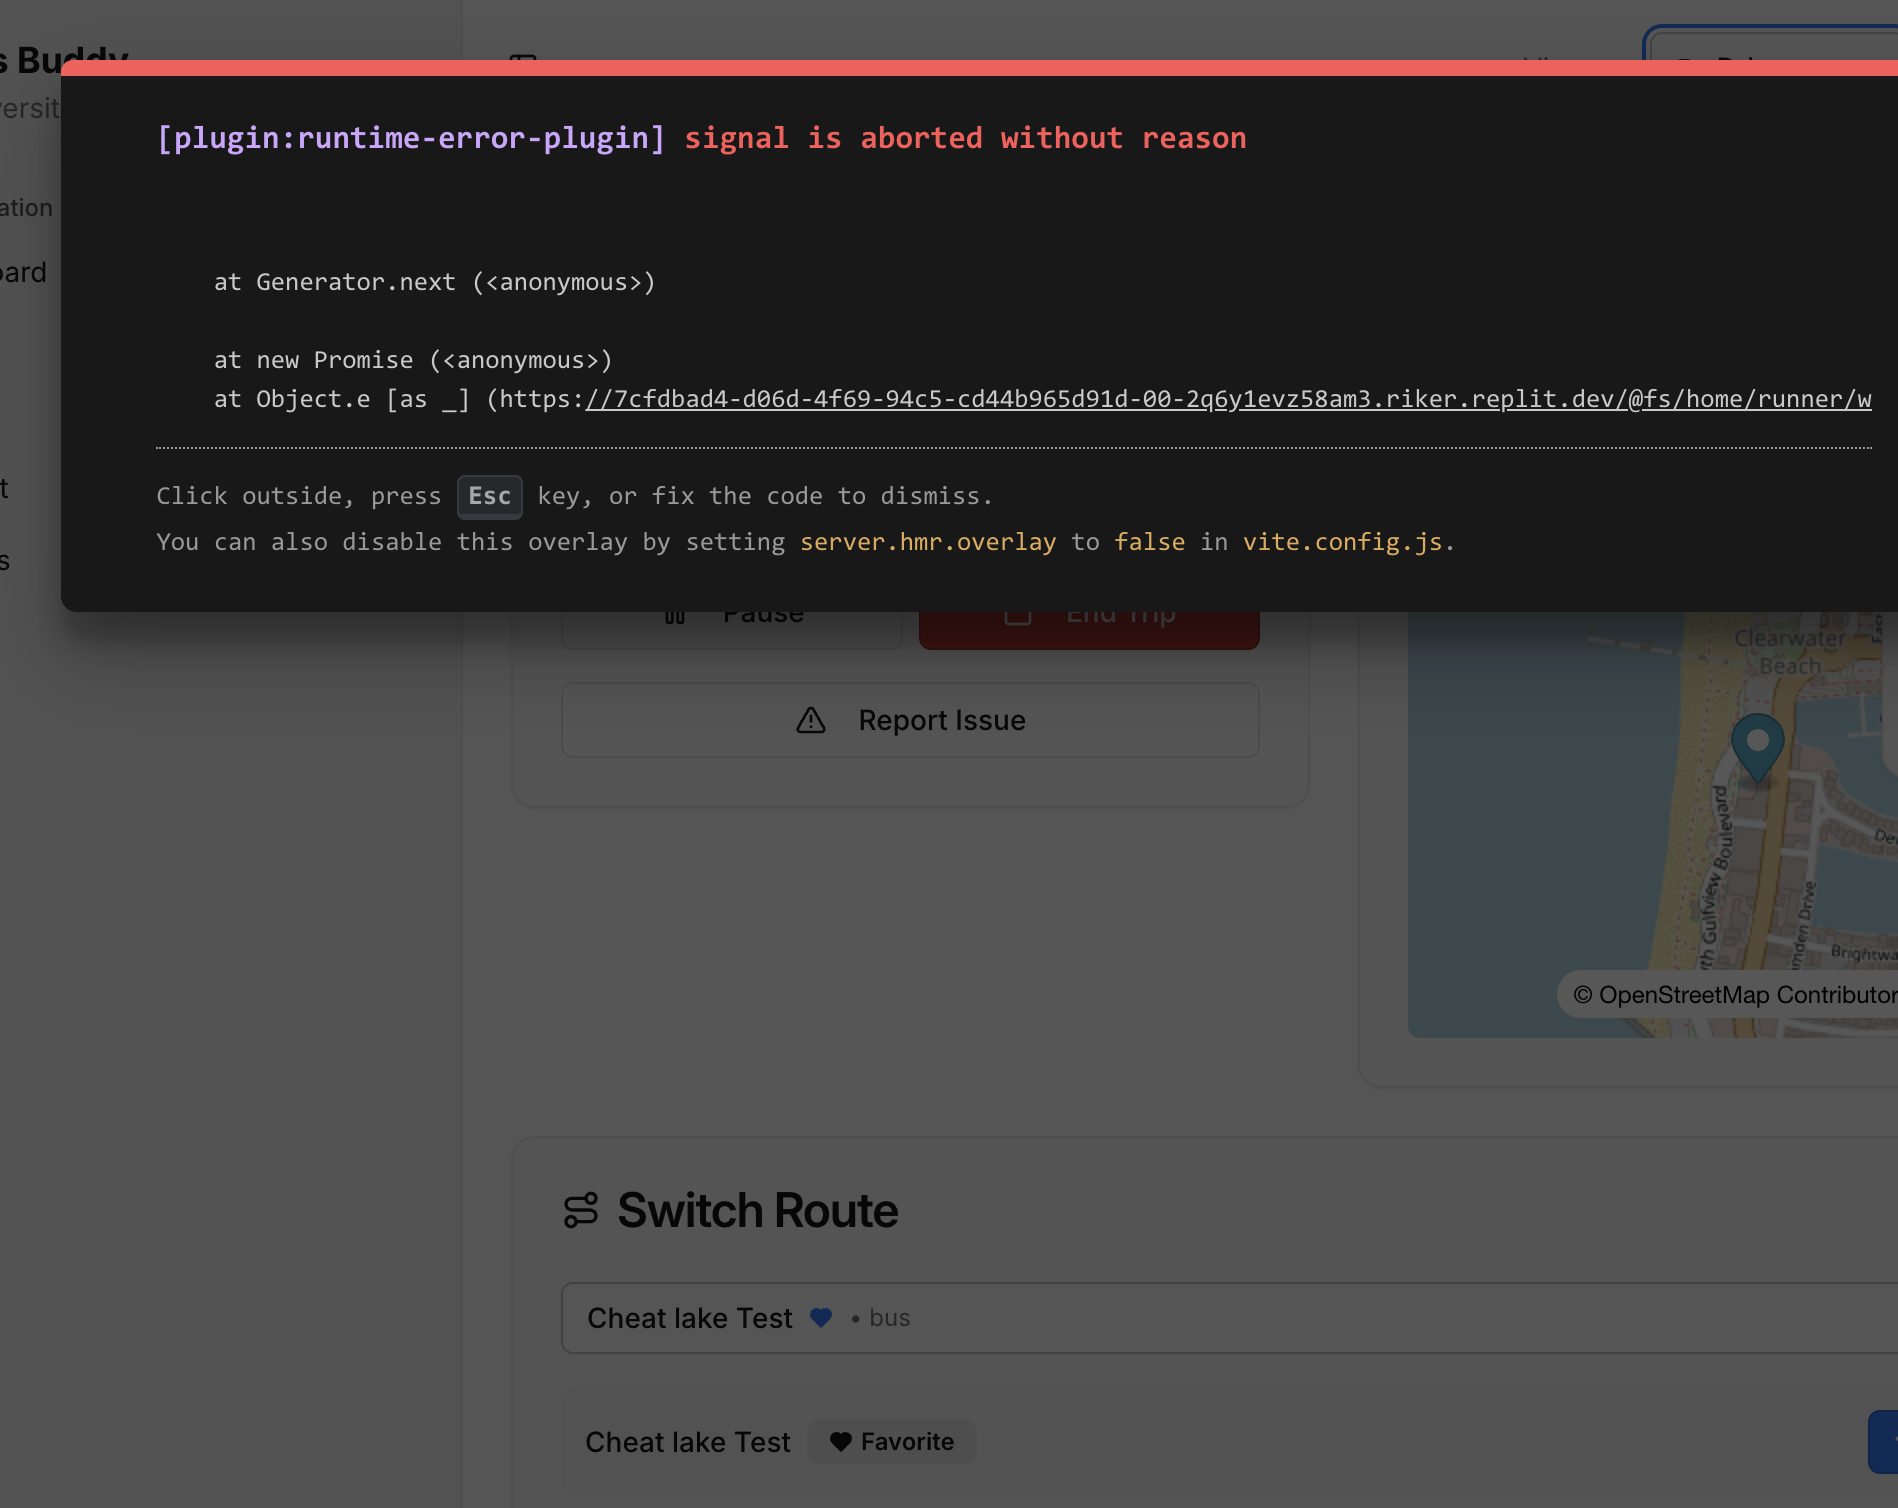 s Buddy
ersit
[plugin:runtime-error-plugin] signal is aborted without reason
ation
at Generator.next (<anonymous>)
oard
at new Promise (<anonymous>)
at Object.e [as _] (https://7cfdbad4-d06d-4f69-94c5-cd44b965d91d-00-2q6y1evz58am3.riker.replit.dev/@fs/home/runner/w
Click outside, press Esc key, or fix the code to dismiss.
t
You can also disable this overlay by setting server.hmr.overlay to false in vite.config.js.
s
Pause
End Trip
Clearwater
Beach
Report Issue
Gulfview Boulevard
Drive
Brightwa
© OpenStreetMap Contributor
Switch Route
Cheat lake Test • bus
Cheat lake Test Favorite